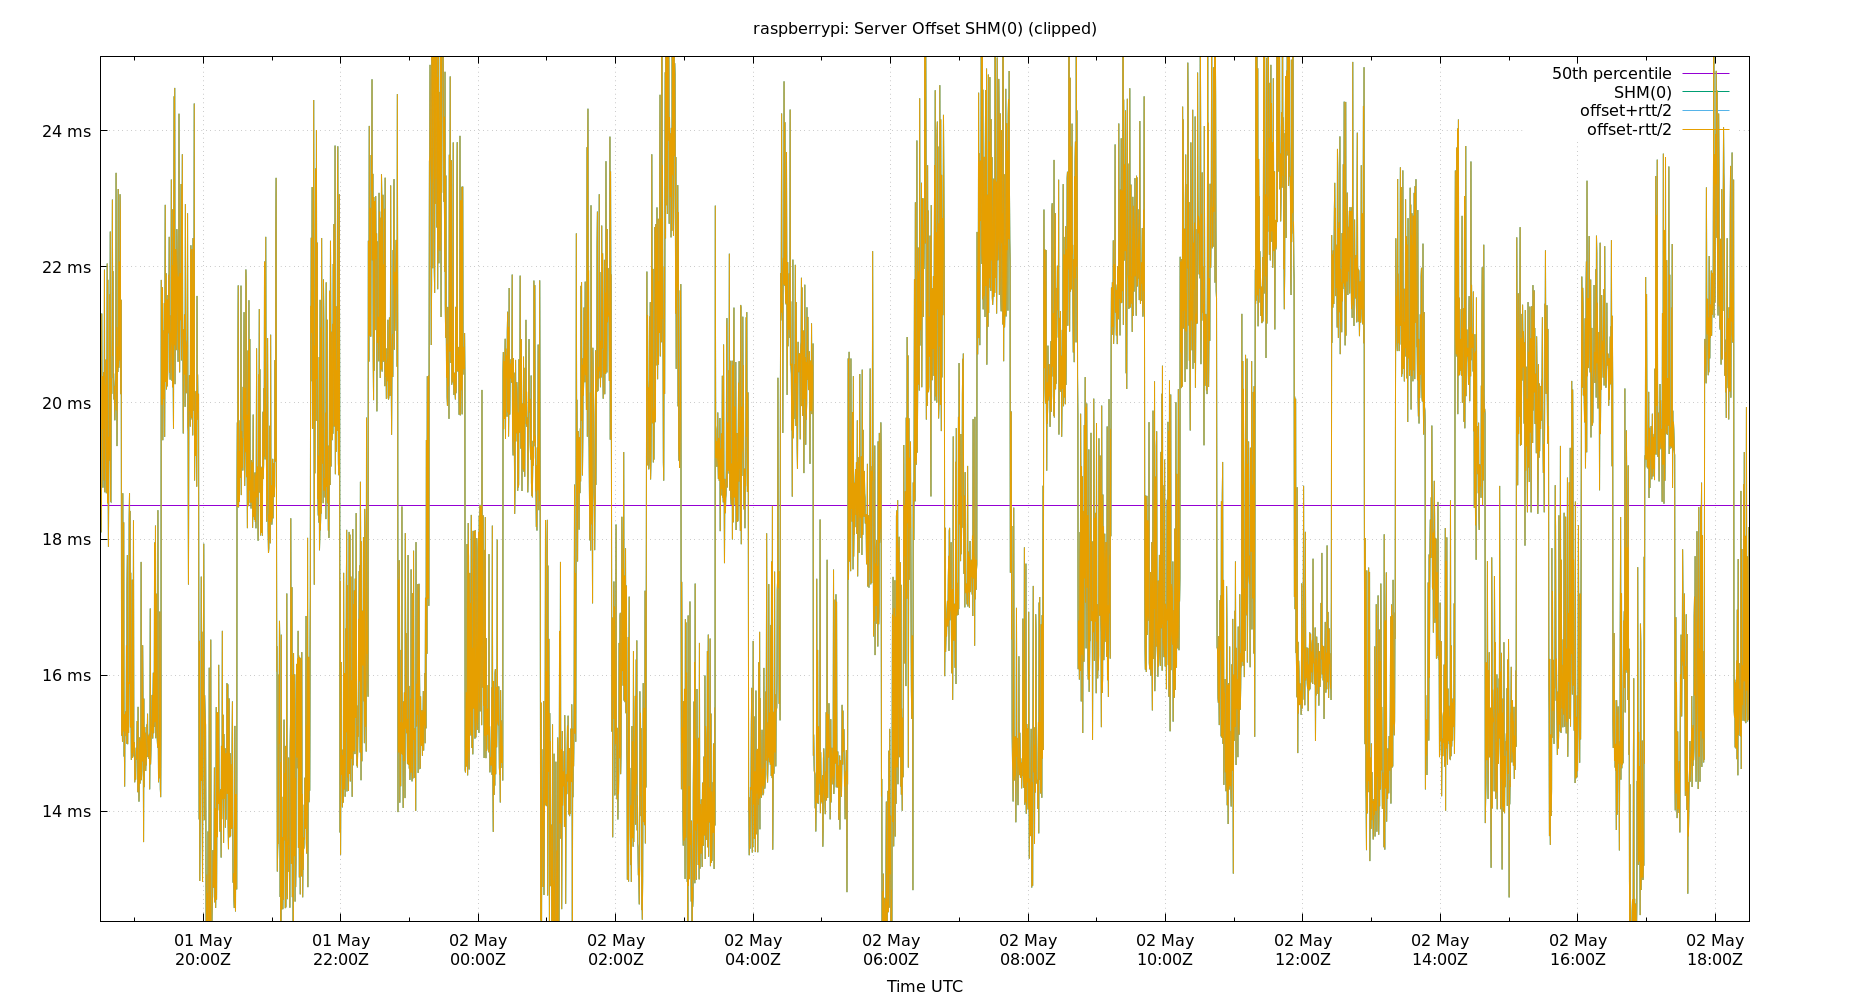 raspberrypi: Server Offset SHM(0) (clipped)
50th percentile
SHM(0)
offset+rtt/2
offset-rtt/2
24 ms
22 ms
20 ms
18 ms
16 ms
14 ms
01 May 01 May 02 May 02 May 02 May 02 May 02 May 02 May 02 May 02 May 02 May 02 May
20:00Z 22:00Z 00:00Z 02:00Z 04:00Z 06:00Z 08:00Z 10:00Z 12:00Z 14:00Z 16:00Z 18:00Z
Time UTC